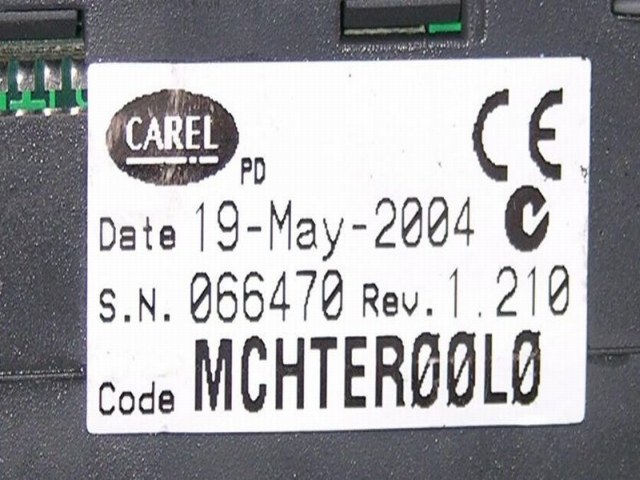 CAREL
PD
CE
Date 19-May-2004
S.N. 066470 Rev. 1.210
Code MCHTER00L0